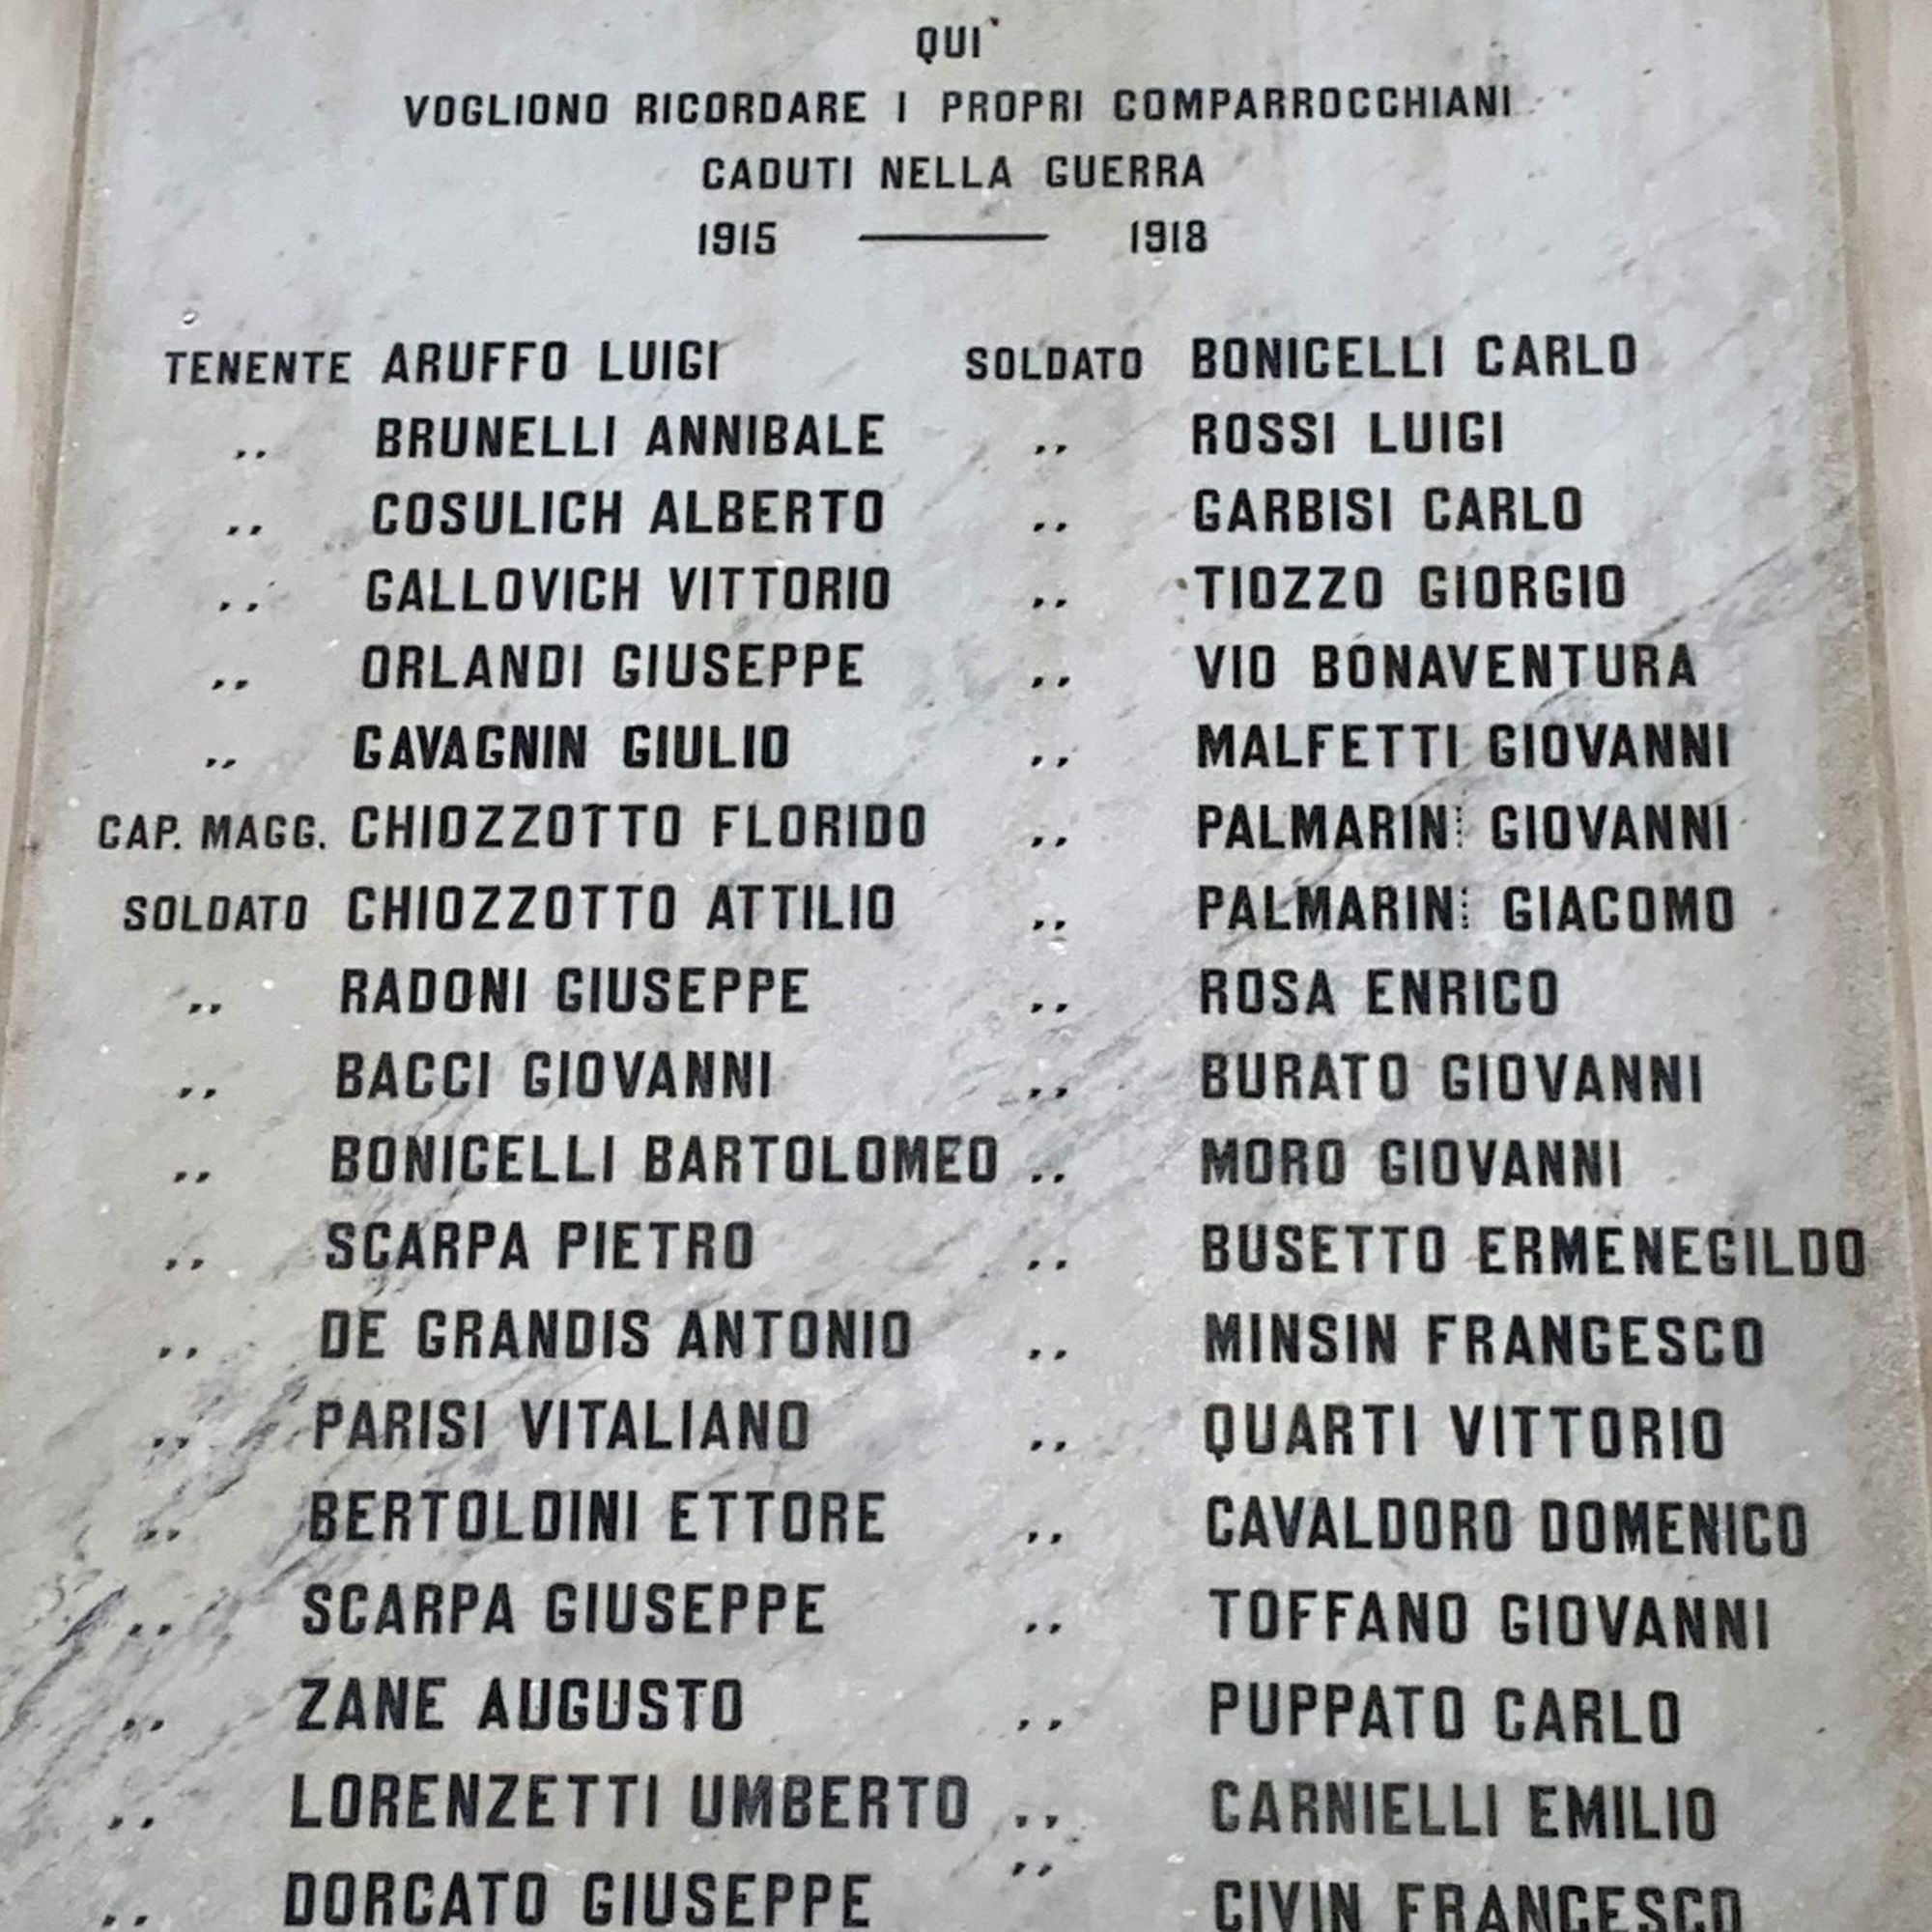 QUI`
VOGLIONO RICORDARE I PROPRI COMPARROCCHIANI
CADUTI NELLA GUERRA
1915 — 1918
TENENTE ARUFFO LUIGI SOLDATO BONICELLI CARLO
,, BRUNELLI ANNIBALE ,, ROSSI LUIGI
,, COSULICH ALBERTO ,, GARBISI CARLO
,, GALLOVICH VITTORIO ,, TIOZZO GIORGIO
,, ORLANDI GIUSEPPE ,, VIO BONAVENTURA
,, GAVAGNIN GIULIO ,, MALFETTI GIOVANNI
CAP. MAGG. CHIOZZOTTO FLORIDO ,, PALMARINI GIOVANNI
SOLDATO CHIOZZOTTO ATTILIO ,, PALMARINI GIACOMO
,, RADONI GIUSEPPE ,, ROSA ENRICO
,, BACCI GIOVANNI ,, BURATO GIOVANNI
,, BONICELLI BARTOLOMEO ,, MORO GIOVANNI
,, SCARPA PIETRO ,, BUSETTO ERMENEGILDO
,, DE GRANDIS ANTONIO ,, MINSIN FRANCESCO
,, PARISI VITALIANO ,, QUARTI VITTORIO
,, BERTOLDINI ETTORE ,, CAVALDORO DOMENICO
,, SCARPA GIUSEPPE ,, TOFFANO GIOVANNI
,, ZANE AUGUSTO ,, PUPPATO CARLO
,, LORENZETTI UMBERTO ,, CARNIELLI EMILIO
,, DORCATO GIUSEPPE ,, CIVIN FRANCESCO